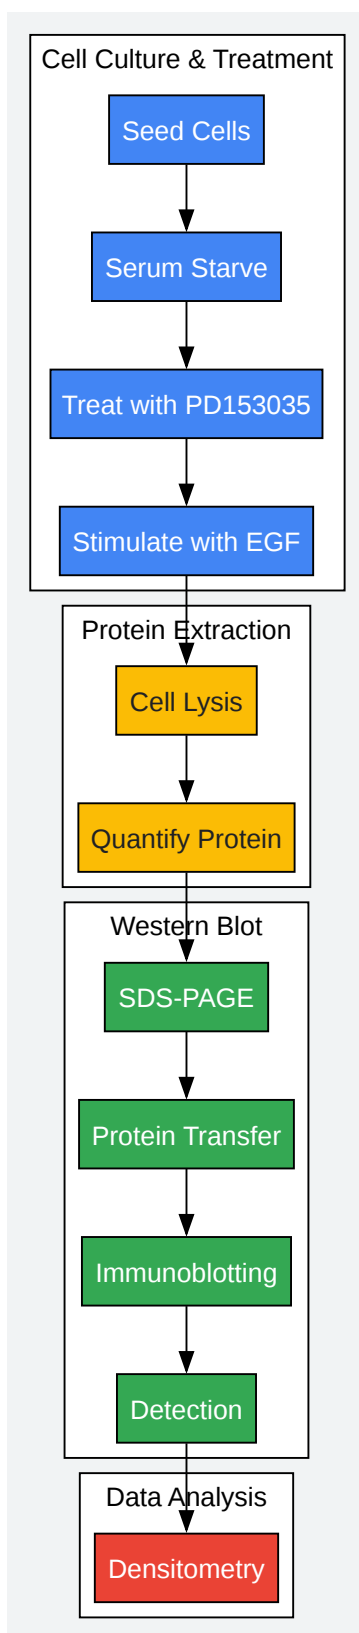 Cell Culture & Treatment
Seed Cells
Serum Starve
Treat with PD153035
Stimulate with EGF
Protein Extraction
Cell Lysis
Quantify Protein
Western Blot
SDS-PAGE
Protein Transfer
Immunoblotting
Detection
Data Analysis
Densitometry